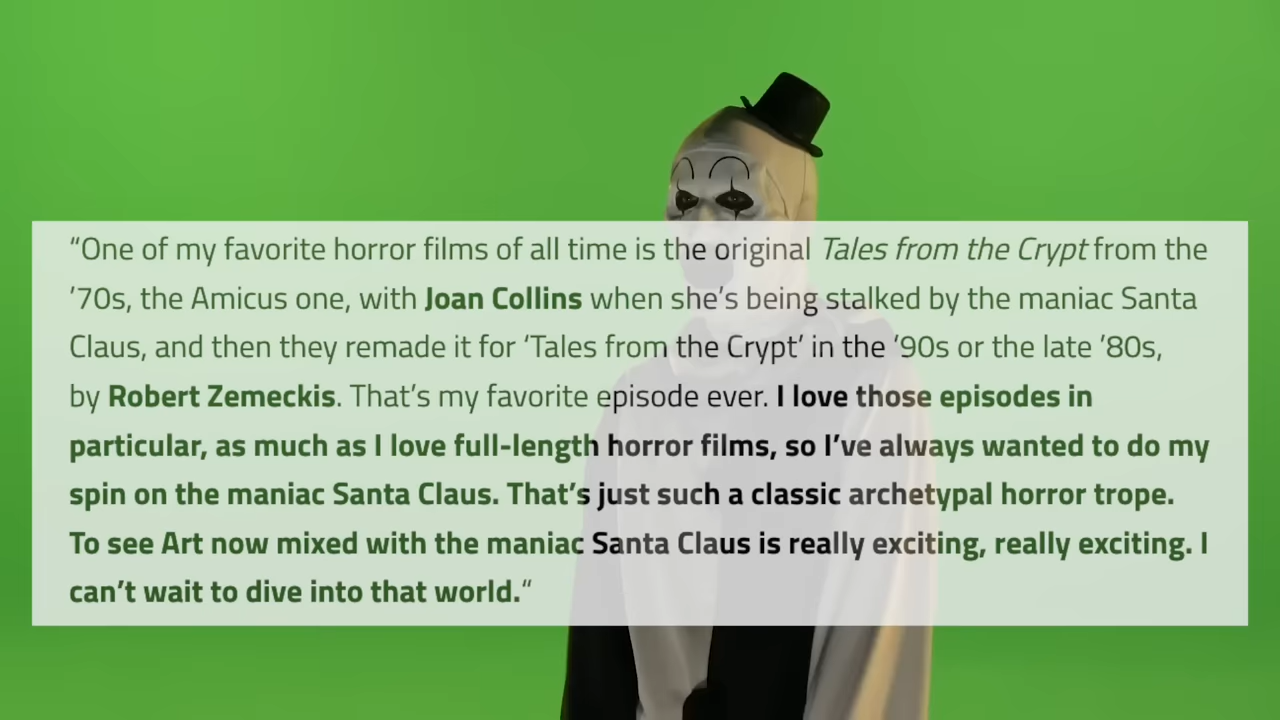 “One of my favorite horror films of all time is the original Tales from the Crypt from the
’70s, the Amicus one, with Joan Collins when she’s being stalked by the maniac Santa
Claus, and then they remade it for ‘Tales from the Crypt’ in the ’90s or the late ’80s,
by Robert Zemeckis. That’s my favorite episode ever. I love those episodes in
particular, as much as I love full-length horror films, so I’ve always wanted to do my
spin on the maniac Santa Claus. That’s just such a classic archetypal horror trope.
To see Art now mixed with the maniac Santa Claus is really exciting, really exciting. I
can’t wait to dive into that world.“